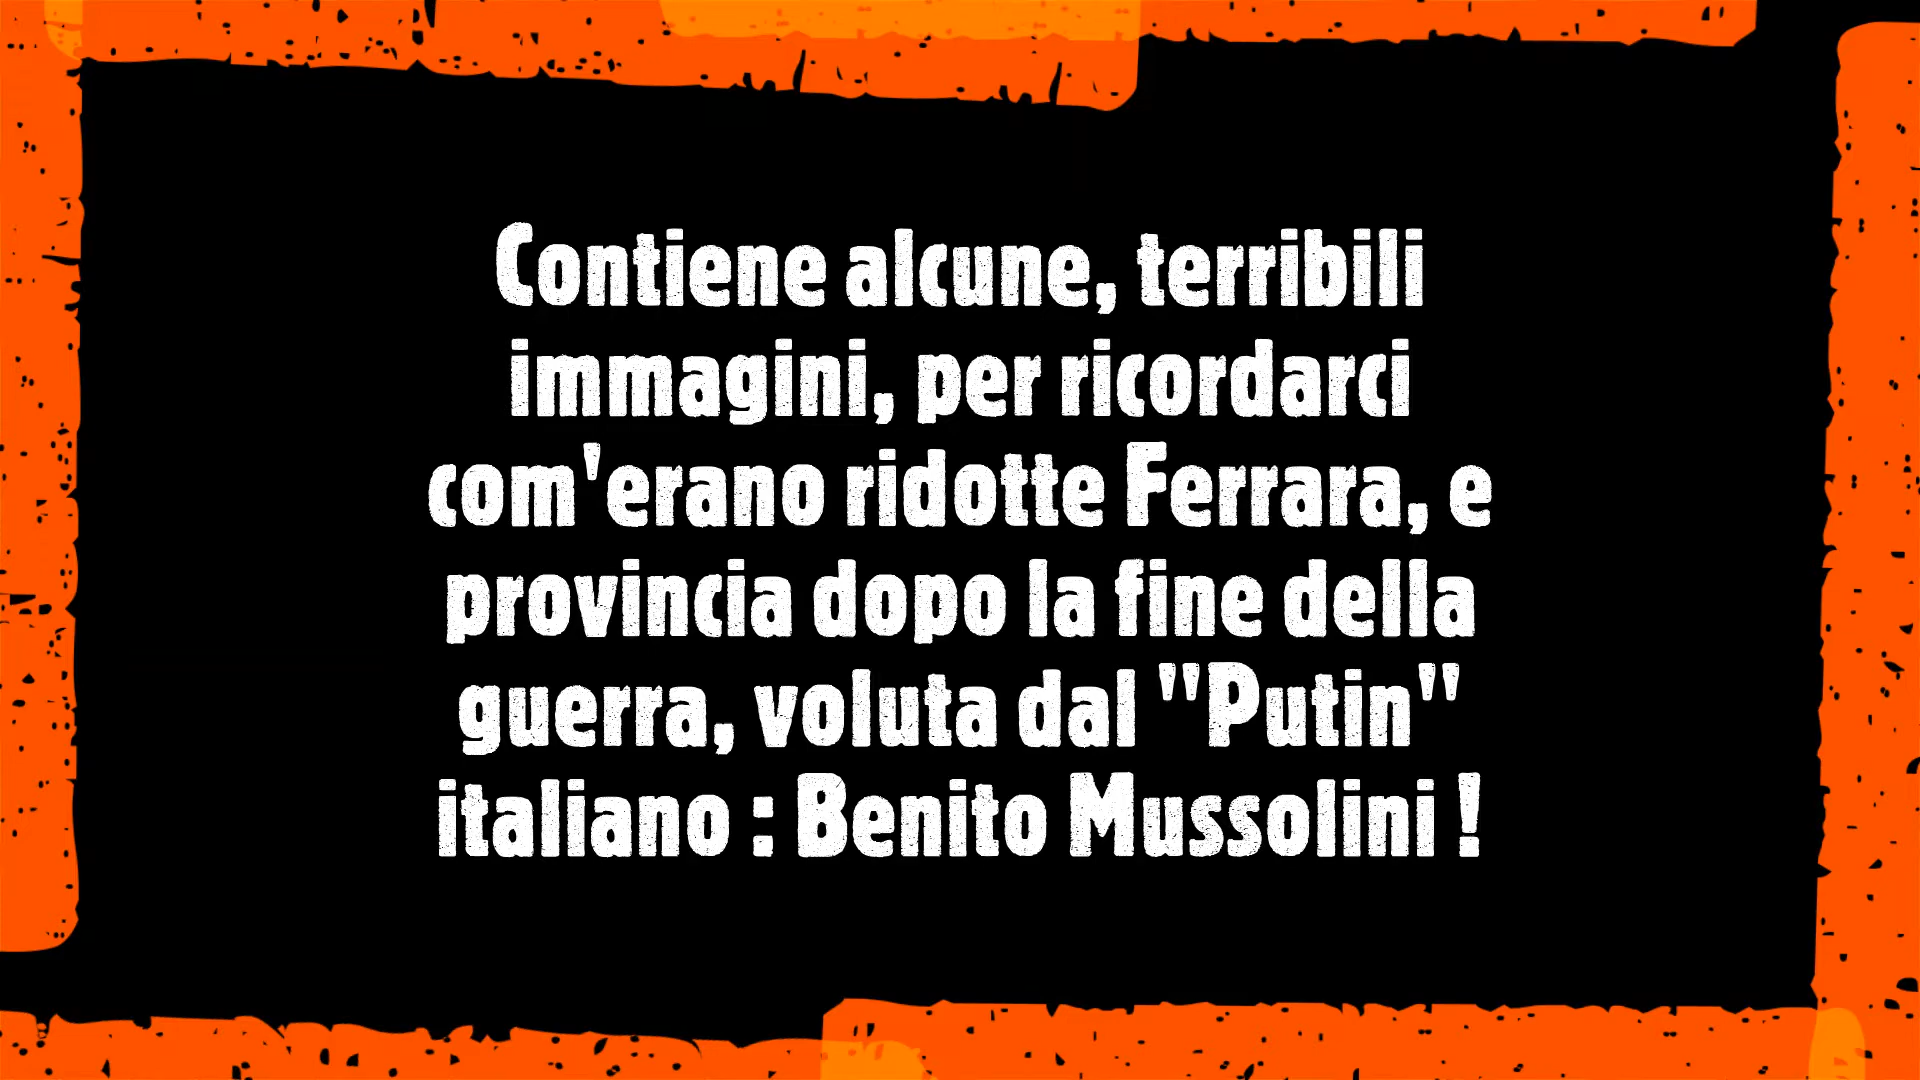 Contiene alcune, terribili
immagini, per ricordarci
com'erano ridotte Ferrara, e
provincia dopo la fine della
guerra, voluta dal "Putin"
italiano : Benito Mussolini !